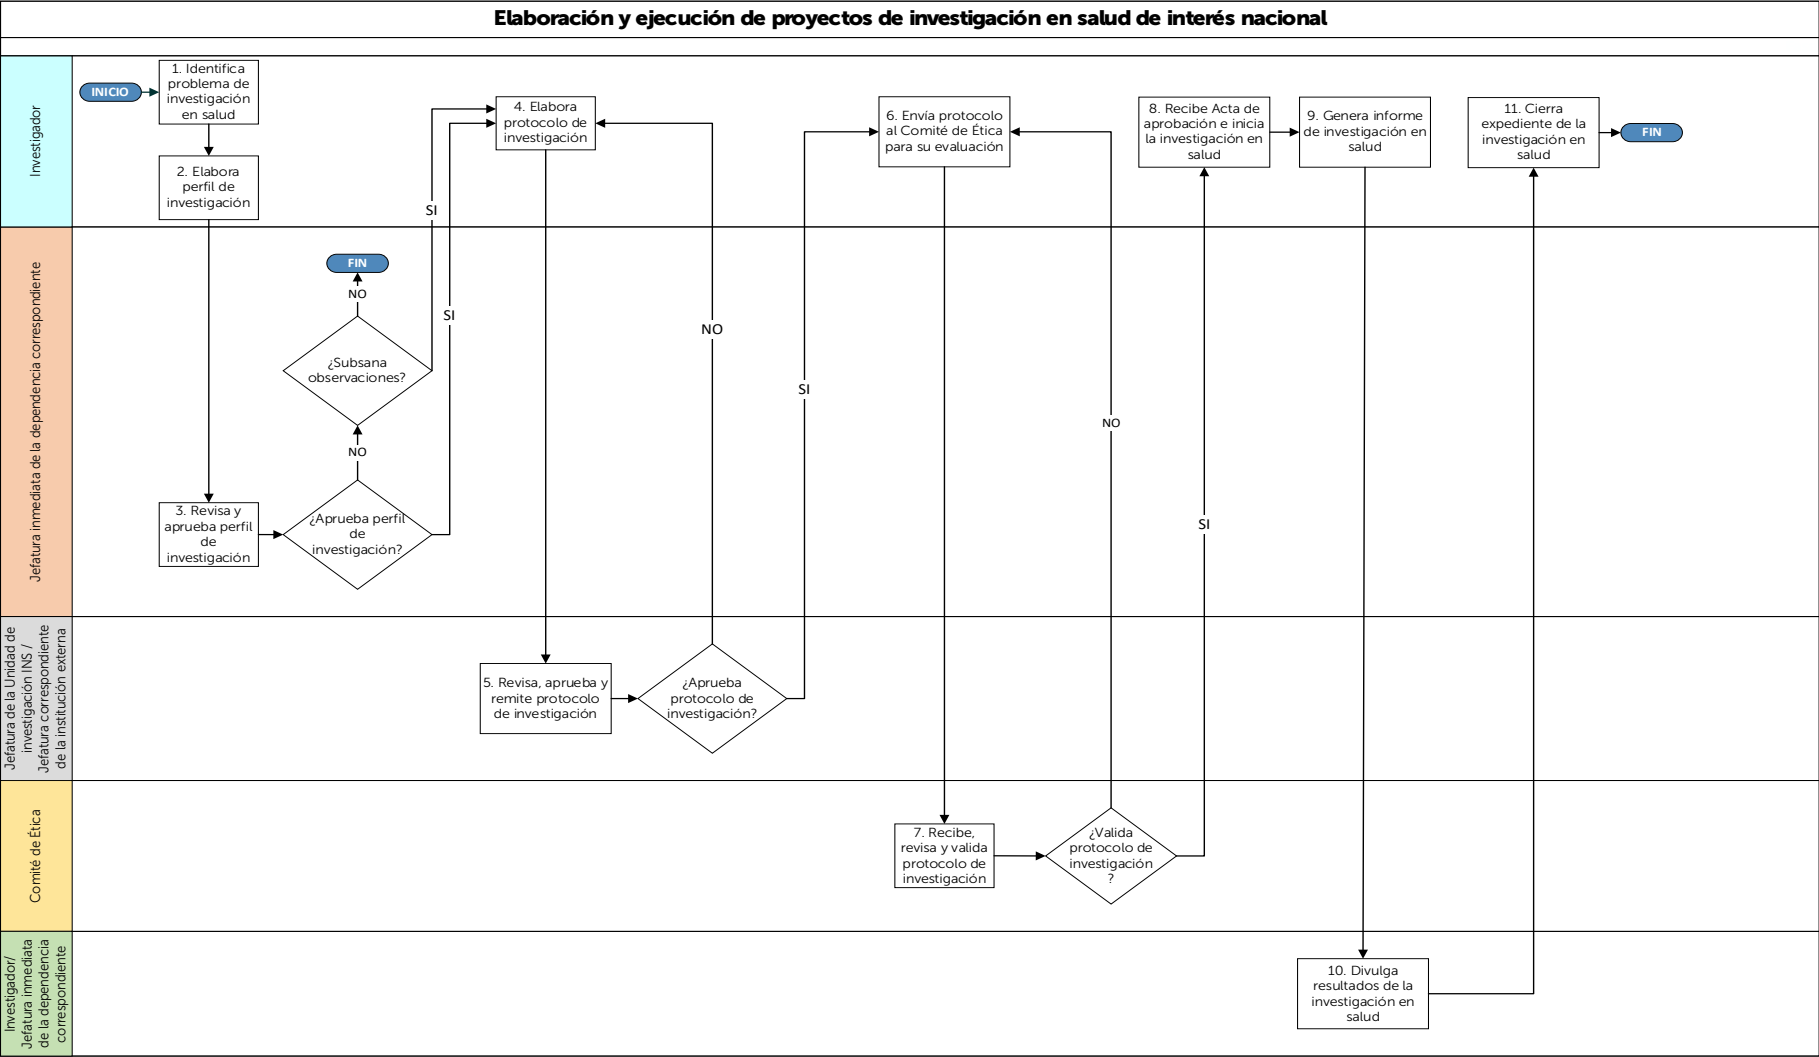 Elaboración y ejecución de proyectos de investigación en salud de interés nacional
Investigador
INICIO
1. Identifica
problema de
investigación
en salud
2. Elabora
perfil de
investigación
4. Elabora
protocolo de
investigación
6. Envía protocolo
al Comité de Ética
para su evaluación
8. Recibe Acta de
aprobación e inicia
la investigación en
salud
9. Genera informe
de investigación en
salud
11. Cierra
expediente de la
investigación en
salud
FIN
SI
Jefatura inmediata de la dependencia correspondiente
FIN
NO
SI
¿Subsana
observaciones?
NO
3. Revisa y
aprueba perfil
de
investigación
¿Aprueba perfil
de
investigación?
NO
SI
NO
SI
Jefatura de la Unidad de
investigación INS /
Jefatura correspondiente
de la institución externa
5. Revisa, aprueba y
remite protocolo
de investigación
¿Aprueba
protocolo de
investigación?
Comité de Ética
7. Recibe,
revisa y valida
protocolo de
investigación
¿Valida
protocolo de
investigación
?
Investigador/
Jefatura inmediata
de la dependencia
correspondiente
10. Divulga
resultados de la
investigación en
salud